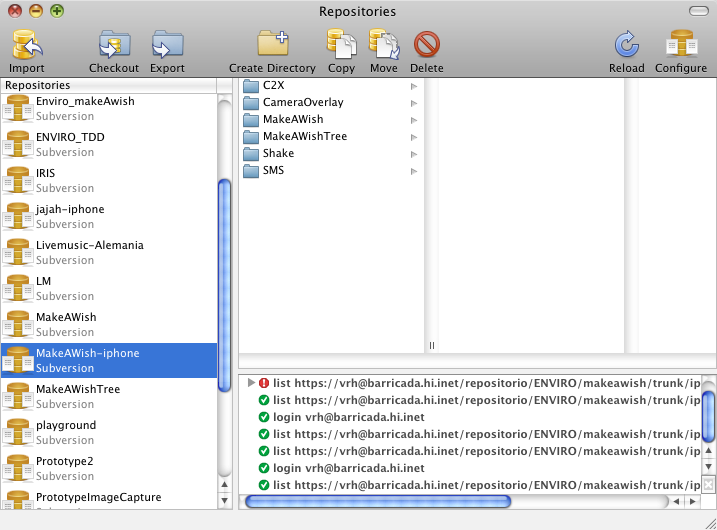 Repositories
Import Checkout Export Create Directory Copy Move Delete Reload Configure
Repositories
Enviro_makeAwish
Subversion
ENVIRO_TDD
Subversion
IRIS
Subversion
jajah-iphone
Subversion
Livemusic-Alemania
Subversion
LM
Subversion
MakeAWish
Subversion
MakeAWish-iphone
Subversion
MakeAWishTree
Subversion
playground
Subversion
Prototype2
Subversion
PrototypeImageCapture
C2X
CameraOverlay
MakeAWish
MakeAWishTree
Shake
SMS
list https://vrh@barricada.hi.inet/repositorio/ENVIRO/makeawish/trunk/ip
list https://vrh@barricada.hi.inet/repositorio/ENVIRO/makeawish/trunk/ip
login vrh@barricada.hi.inet
list https://vrh@barricada.hi.inet/repositorio/ENVIRO/makeawish/trunk/ip
list https://vrh@barricada.hi.inet/repositorio/ENVIRO/makeawish/trunk/ip
login vrh@barricada.hi.inet
list https://vrh@barricada.hi.inet/repositorio/ENVIRO/makeawish/trunk/ip